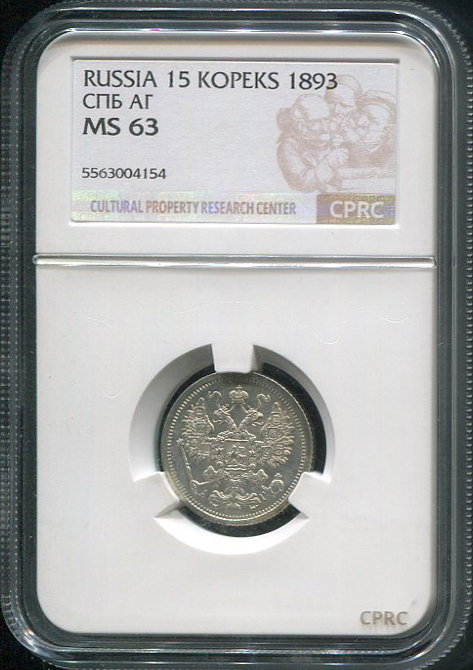 RUSSIA 15 KOPEKS 1893
СПБ АГ
MS 63
5563004154
CULTURAL PROPERTY RESEARCH CENTER CPRC
CPRC